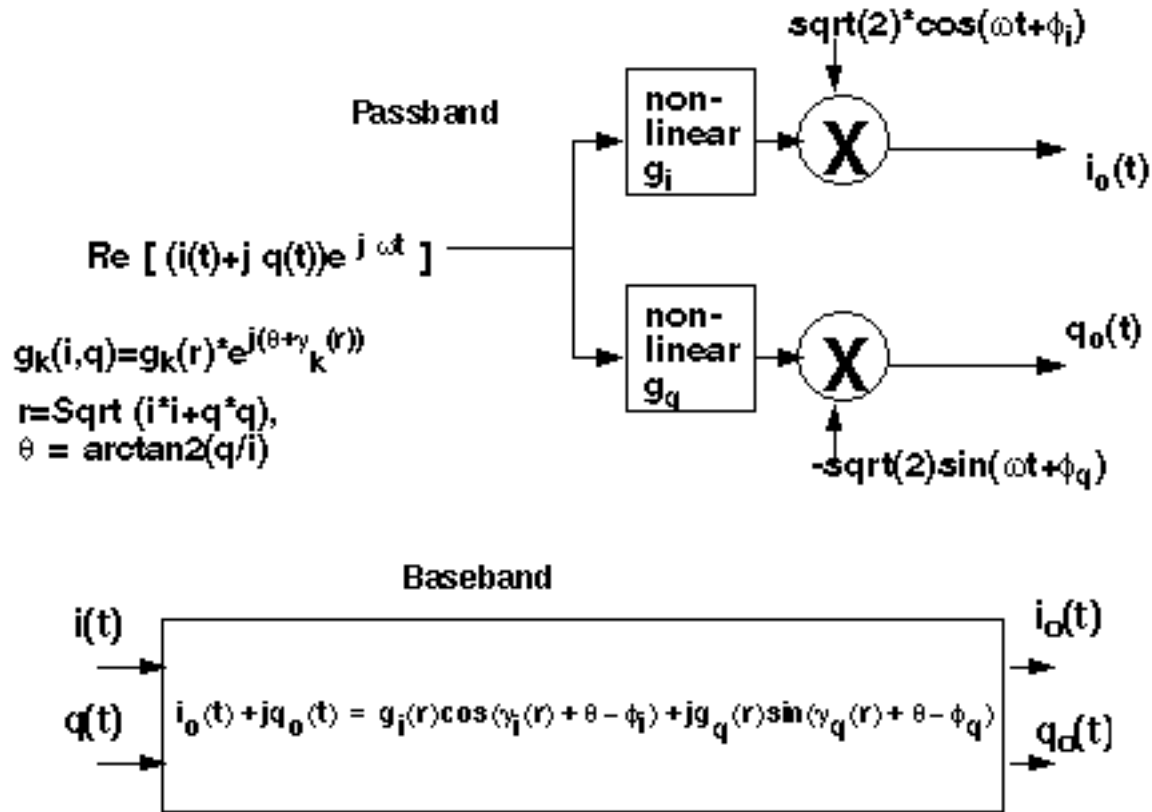 sqrt(2)*cos(ωt+ϕi)
Passband
non-
linear
gi
X
io(t)
Re [ (i(t)+j q(t))e j ωt ]
non-
linear
gq
X
qo(t)
gk(i,q)=gk(r)*ej(θ+γk(r))
r=Sqrt (i*i+q*q),
θ = arctan2(q/i)
-sqrt(2)sin(ωt+ϕq)
Baseband
i(t)
io(t)
io(t) +jqo(t) = gi(r)cos(γi(r) + θ-ϕi)+jgq(r)sin(γq(r) + θ-ϕq)
q(t)
qo(t)